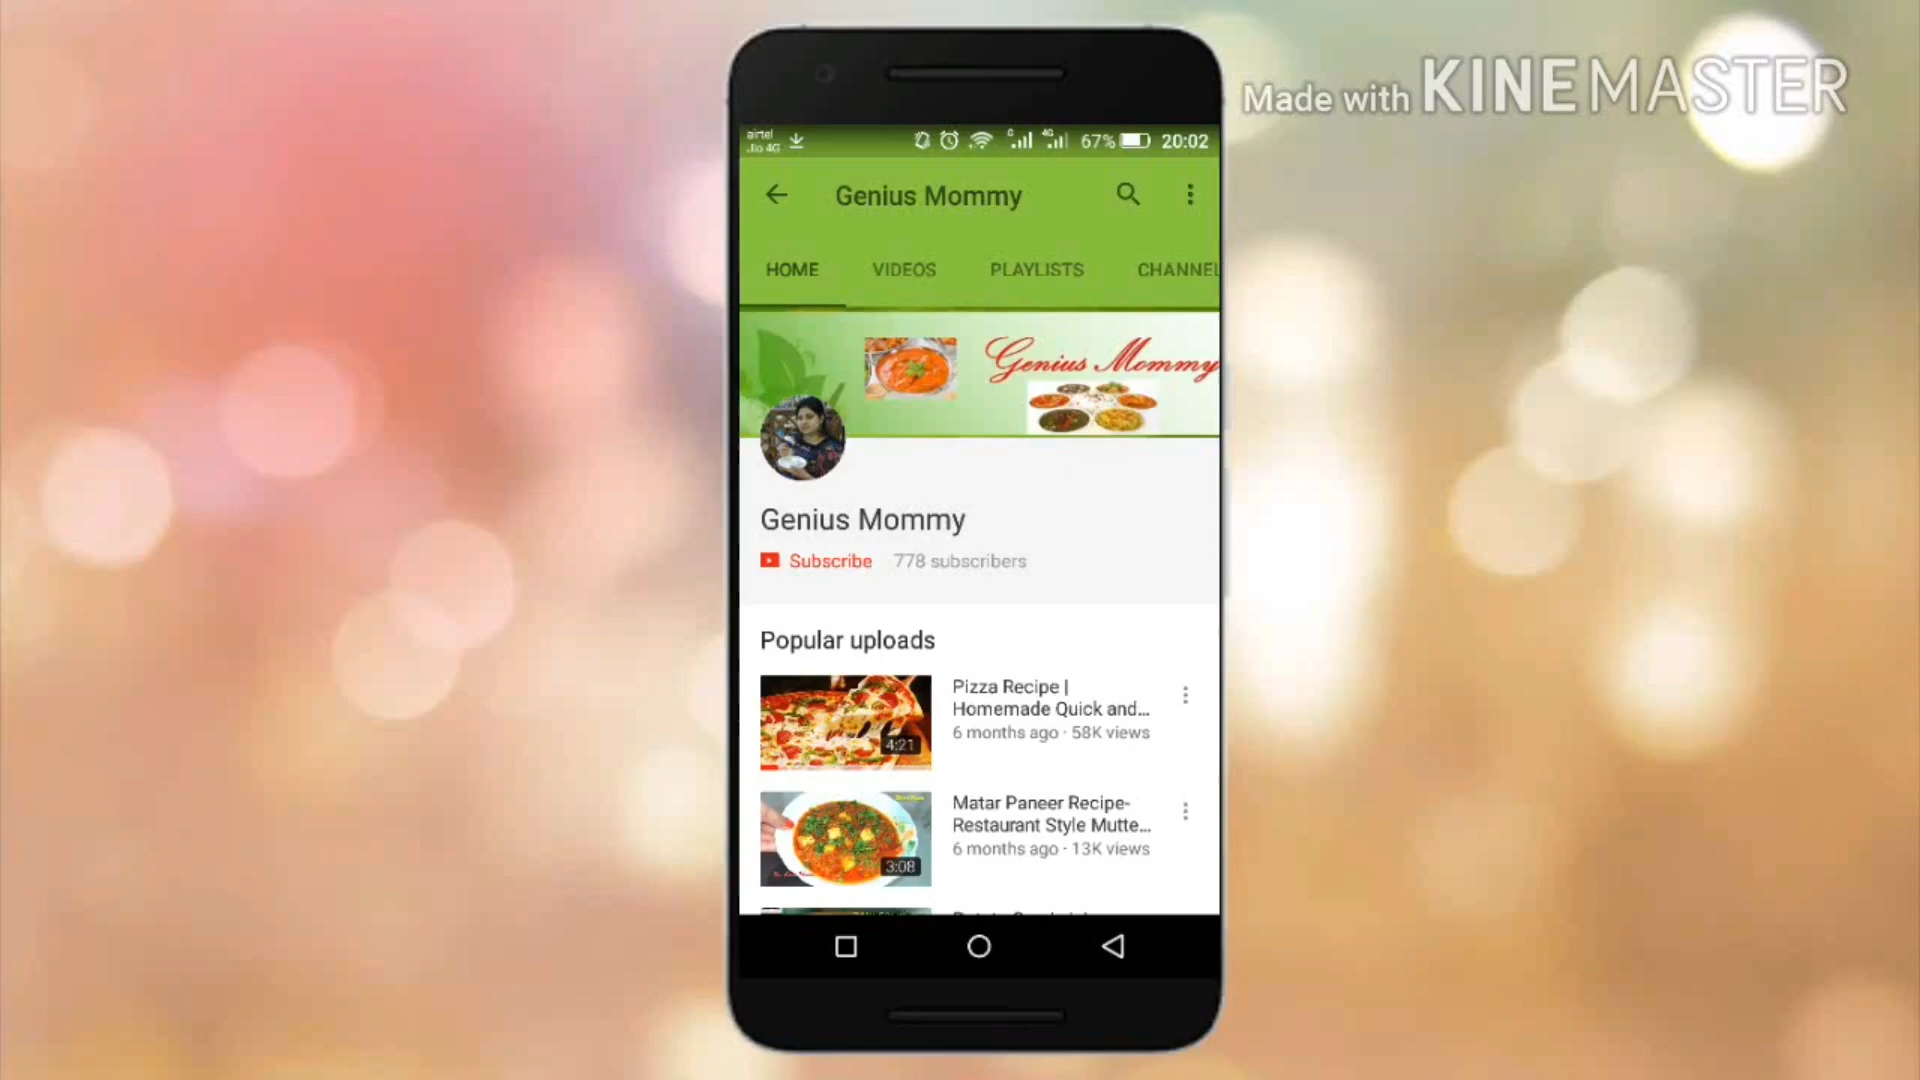 Made with KINEMASTER
airtel
Jio 4G
G
4G
67%
20:02
Genius Mommy
HOME
VIDEOS
PLAYLISTS
CHANNEL
Genius Mommy
Genius Mommy
Subscribe
778 subscribers
Popular uploads
Pizza Recipe |
Homemade Quick and...
6 months ago · 58K views
4:21
Matar Paneer Recipe-
Restaurant Style Mutte...
6 months ago · 13K views
3:08